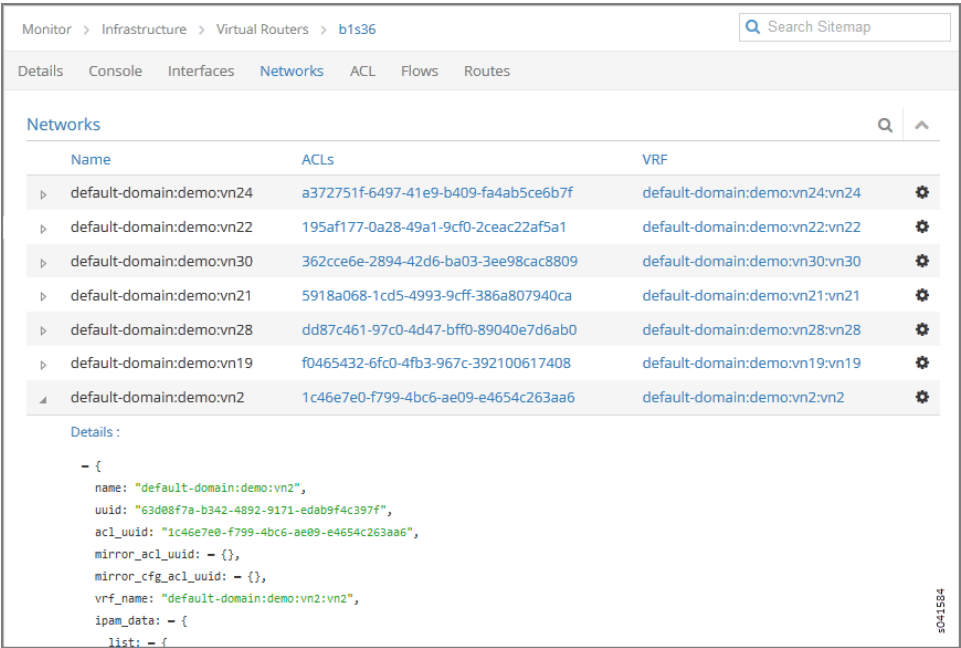 Monitor > Infrastructure > Virtual Routers > b1s36
Search Sitemap
Details Console Interfaces Networks ACL Flows Routes
Networks
Name ACLs VRF
default-domain:demo:vn24 a372751f-6497-41e9-b409-fa4ab5ce6b7f default-domain:demo:vn24:vn24
default-domain:demo:vn22 195af177-0a28-49a1-9cf0-2ceac22af5a1 default-domain:demo:vn22:vn22
default-domain:demo:vn30 362cce6e-2894-42d6-ba03-3ee98cac8809 default-domain:demo:vn30:vn30
default-domain:demo:vn21 5918a068-1cd5-4993-9cff-386a807940ca default-domain:demo:vn21:vn21
default-domain:demo:vn28 dd87c461-97c0-4d47-bff0-89040e7d6ab0 default-domain:demo:vn28:vn28
default-domain:demo:vn19 f0465432-6fc0-4fb3-967c-392100617408 default-domain:demo:vn19:vn19
default-domain:demo:vn2 1c46e7e0-f799-4bc6-ae09-e4654c263aa6 default-domain:demo:vn2:vn2
Details :
– {
name: "default-domain:demo:vn2",
uuid: "63d08f7a-b342-4892-9171-edab9f4c397f",
acl_uuid: "1c46e7e0-f799-4bc6-ae09-e4654c263aa6",
mirror_acl_uuid: – {},
mirror_cfg_acl_uuid: – {},
vrf_name: "default-domain:demo:vn2:vn2",
ipam_data: – {
list: – {
s041584